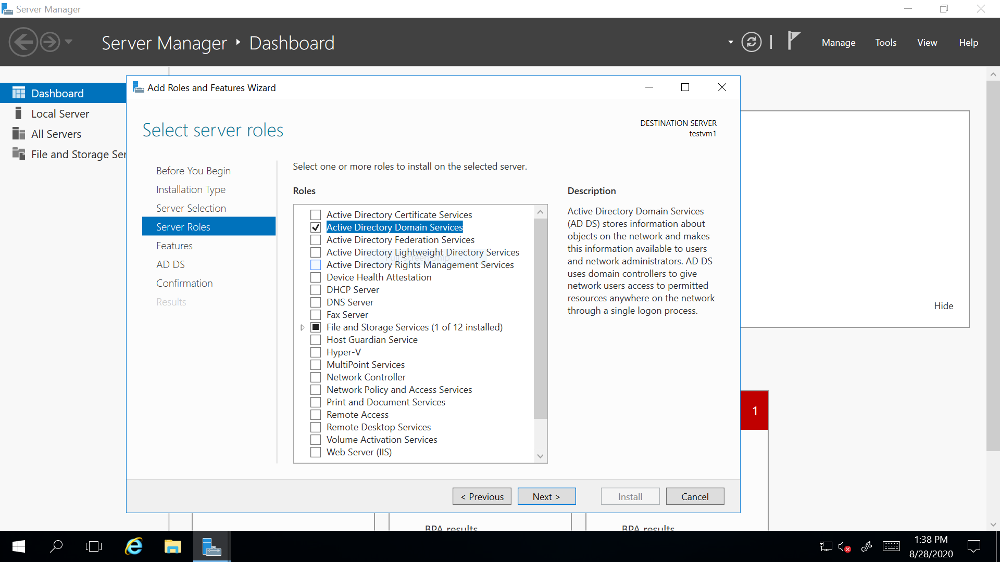 Server Manager
Server Manager ‣ Dashboard
Manage
Tools
View
Help
Dashboard
Local Server
All Servers
File and Storage Ser
Add Roles and Features Wizard
Select server roles
DESTINATION SERVER
testvm1
Before You Begin
Installation Type
Server Selection
Server Roles
Features
AD DS
Confirmation
Results
Select one or more roles to install on the selected server.
Roles
Active Directory Certificate Services
Active Directory Domain Services
Active Directory Federation Services
Active Directory Lightweight Directory Services
Full-screen Snip
Active Directory Rights Management Services
Device Health Attestation
DHCP Server
DNS Server
Fax Server
File and Storage Services (1 of 12 installed)
Host Guardian Service
Hyper-V
MultiPoint Services
Network Controller
Network Policy and Access Services
Print and Document Services
Remote Access
Remote Desktop Services
Volume Activation Services
Web Server (IIS)
Description
Active Directory Domain Services
(AD DS) stores information about
objects on the network and makes
this information available to users
and network administrators. AD DS
uses domain controllers to give
network users access to permitted
resources anywhere on the network
through a single logon process.
Hide
1
< Previous
Next >
Install
Cancel
BPA results
BPA results
1:38 PM
8/28/2020